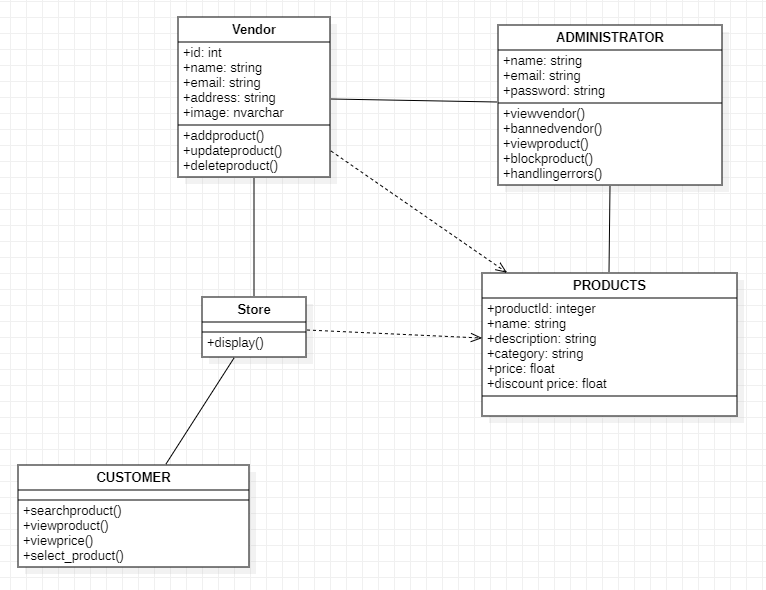 Vendor
+id: int
+name: string
+email: string
+address: string
+image: nvarchar
+addproduct()
+updateproduct()
+deleteproduct()
ADMINISTRATOR
+name: string
+email: string
+password: string
+viewvendor()
+bannedvendor()
+viewproduct()
+blockproduct()
+handlingerrors()
Store
+display()
PRODUCTS
+productId: integer
+name: string
+description: string
+category: string
+price: float
+discount price: float
CUSTOMER
+searchproduct()
+viewproduct()
+viewprice()
+select_product()